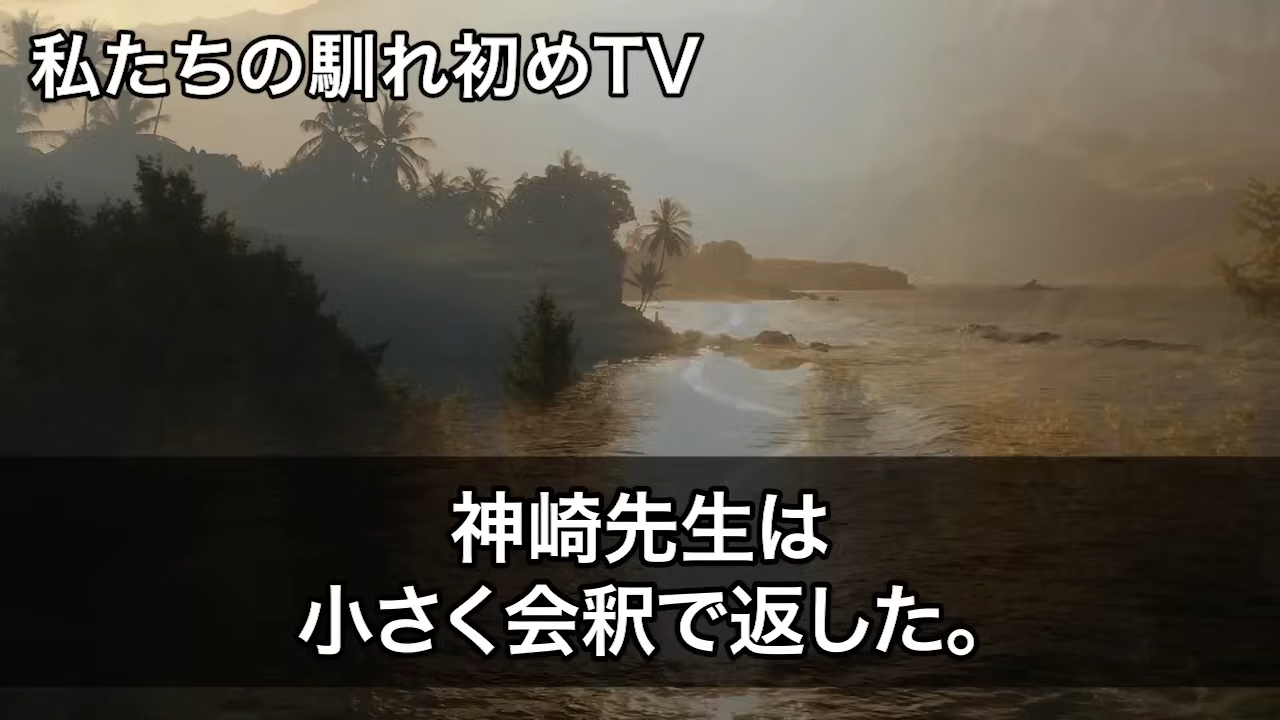 私たちの馴れ初めTV
神崎先生は
小さく会釈で返した。